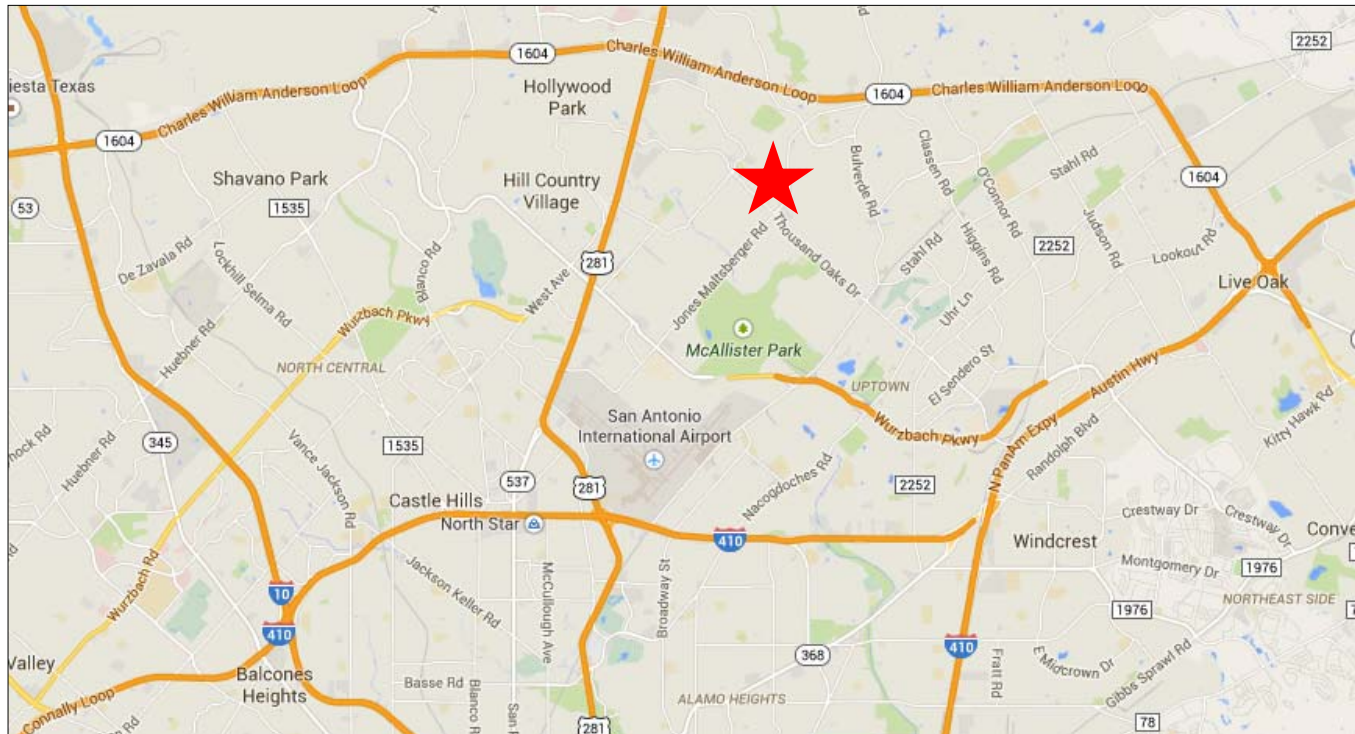 2252
1604
Charles William Anderson Loop
iesta Texas
Hollywood
Park
Charles William Anderson Loop
1604
Charles William Anderson Loop
1604
Shavano Park
1535
53
Hill Country
Village
Bulverde Rd
Classen Rd
O'Connor Rd
Stahl Rd
1604
De Zavala Rd
Lockhill Selma Rd
Blanco Rd
West Ave
281
Jones Maltsberger Rd
Thousand Oaks Dr
Stahl Rd
Higgins Rd
2252
Judson Rd
Lookout Rd
Live Oak
Huebner Rd
Wurzbach Pkwy
NORTH CENTRAL
McAllister Park
Uhr Ln
El Sendero St
UPTOWN
Austin Hwy
Wurzbach Pkwy
N PanAm Expy
Randolph Blvd
Kitty Hawk Rd
San Antonio
International Airport
nock Rd
Huebner Rd
345
Vance Jackson Rd
1535
537
281
Castle Hills
North Star
Nacogdoches Rd
2252
410
Windcrest
Crestway Dr
Crestway Dr
Conve
Montgomery Dr
1976
1976
NORTHEAST SIDE
Wurzbach Rd
10
410
Jackson Keller Rd
McCullough Ave
Broadway St
368
410
Fratt Rd
E Midcrown Dr
Gibbs Sprawl Rd
Valley
Connally Loop
Balcones
Heights
Basse Rd
Blanco R
San P
ALAMO HEIGHTS
281
78